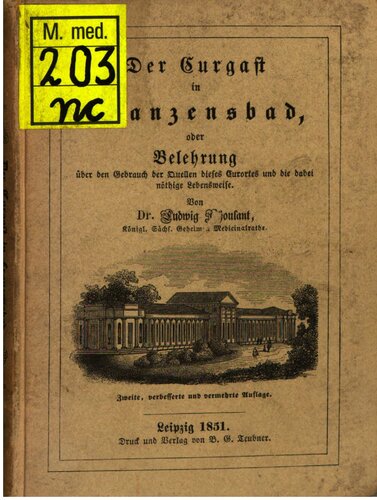 M. med.
203
nc
Der Curgast
in
anzensbad,
oder
Belehrung
über den Gebrauch der Quellen dieses Curortes und die dabei
nöthige Lebensweise.
Von
Dr. Ludwig Choulant,
Königl. Sächs. Geheim Medicinalrathe.
Zweite, verbesserte und vermehrte Auflage.
Leipzig 1851.
Druck und Verlag von B. G. Teubner.